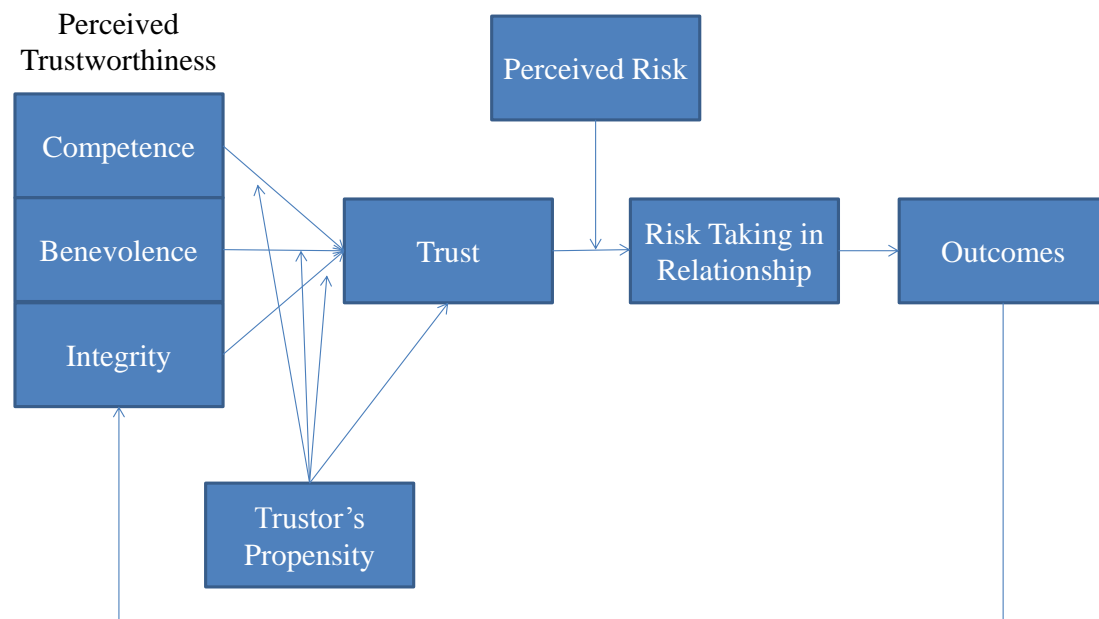 Perceived
Trustworthiness
Competence
Benevolence
Integrity
Trustor’s
Propensity
Trust
Perceived Risk
Risk Taking in
Relationship
Outcomes